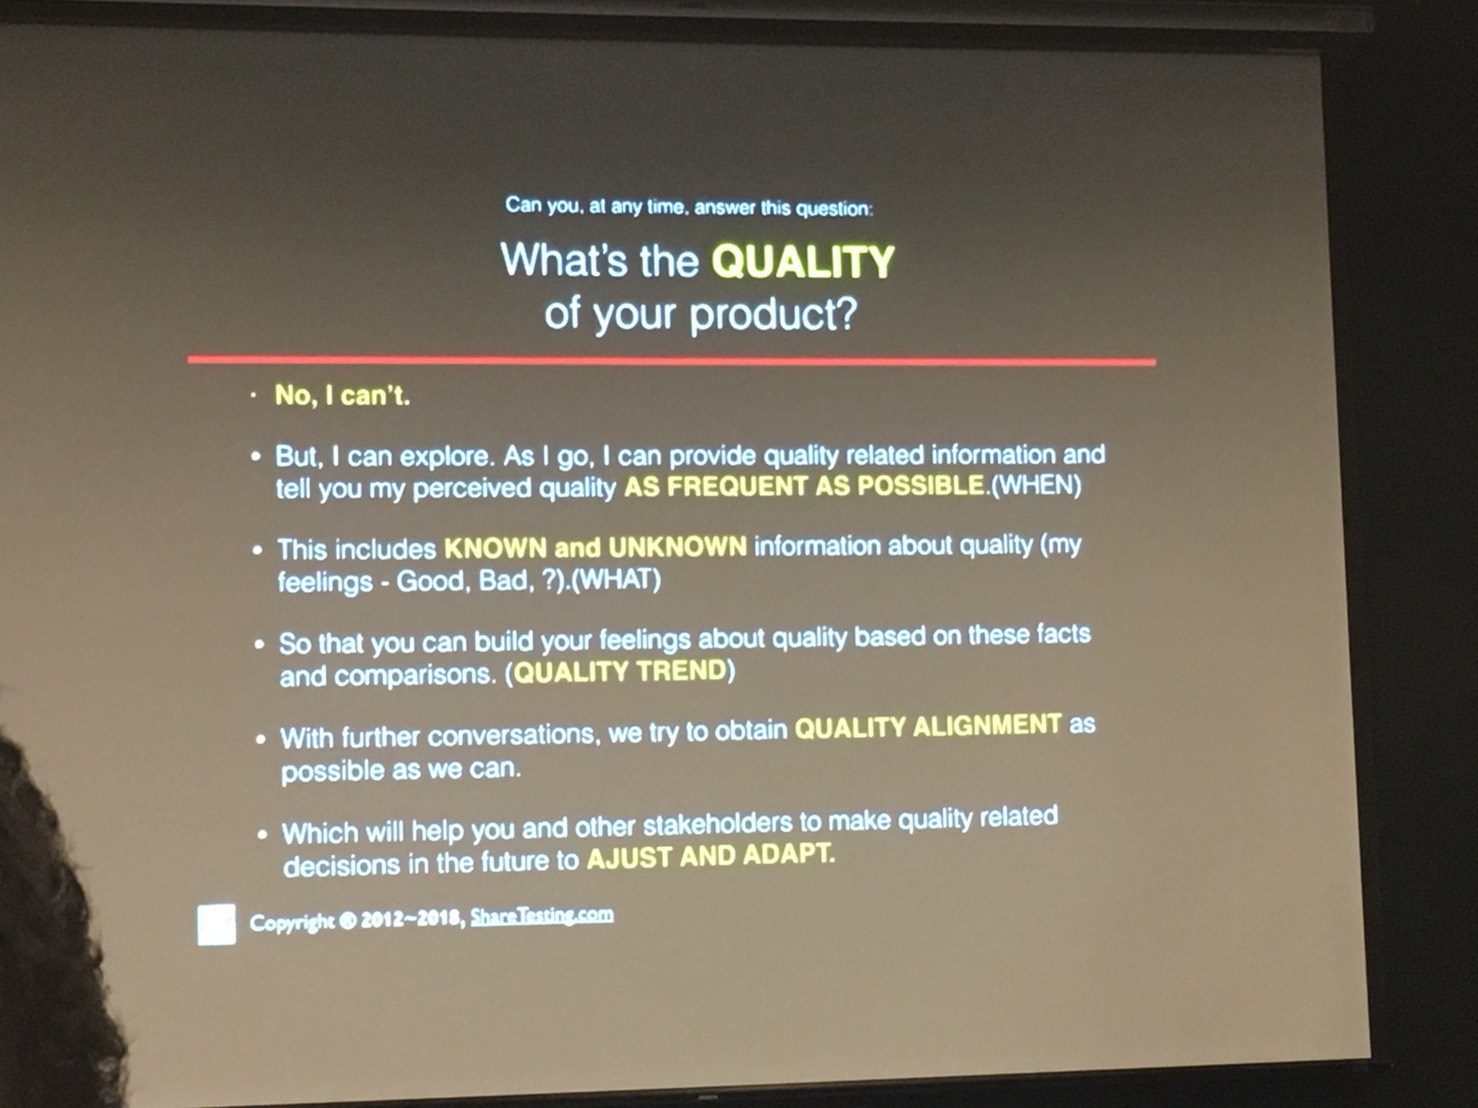 Can you, at any time, answer this question:
What's the QUALITY
of your product?
• No, I can't.
• But, I can explore. As I go, I can provide quality related information and
tell you my perceived quality AS FREQUENT AS POSSIBLE.(WHEN)
• This includes KNOWN and UNKNOWN information about quality (my
feelings - Good, Bad, ?).(WHAT)
• So that you can build your feelings about quality based on these facts
and comparisons. (QUALITY TREND)
• With further conversations, we try to obtain QUALITY ALIGNMENT as
possible as we can.
• Which will help you and other stakeholders to make quality related
decisions in the future to AJUST AND ADAPT.
Copyright © 2012~2018, ShareTesting.com